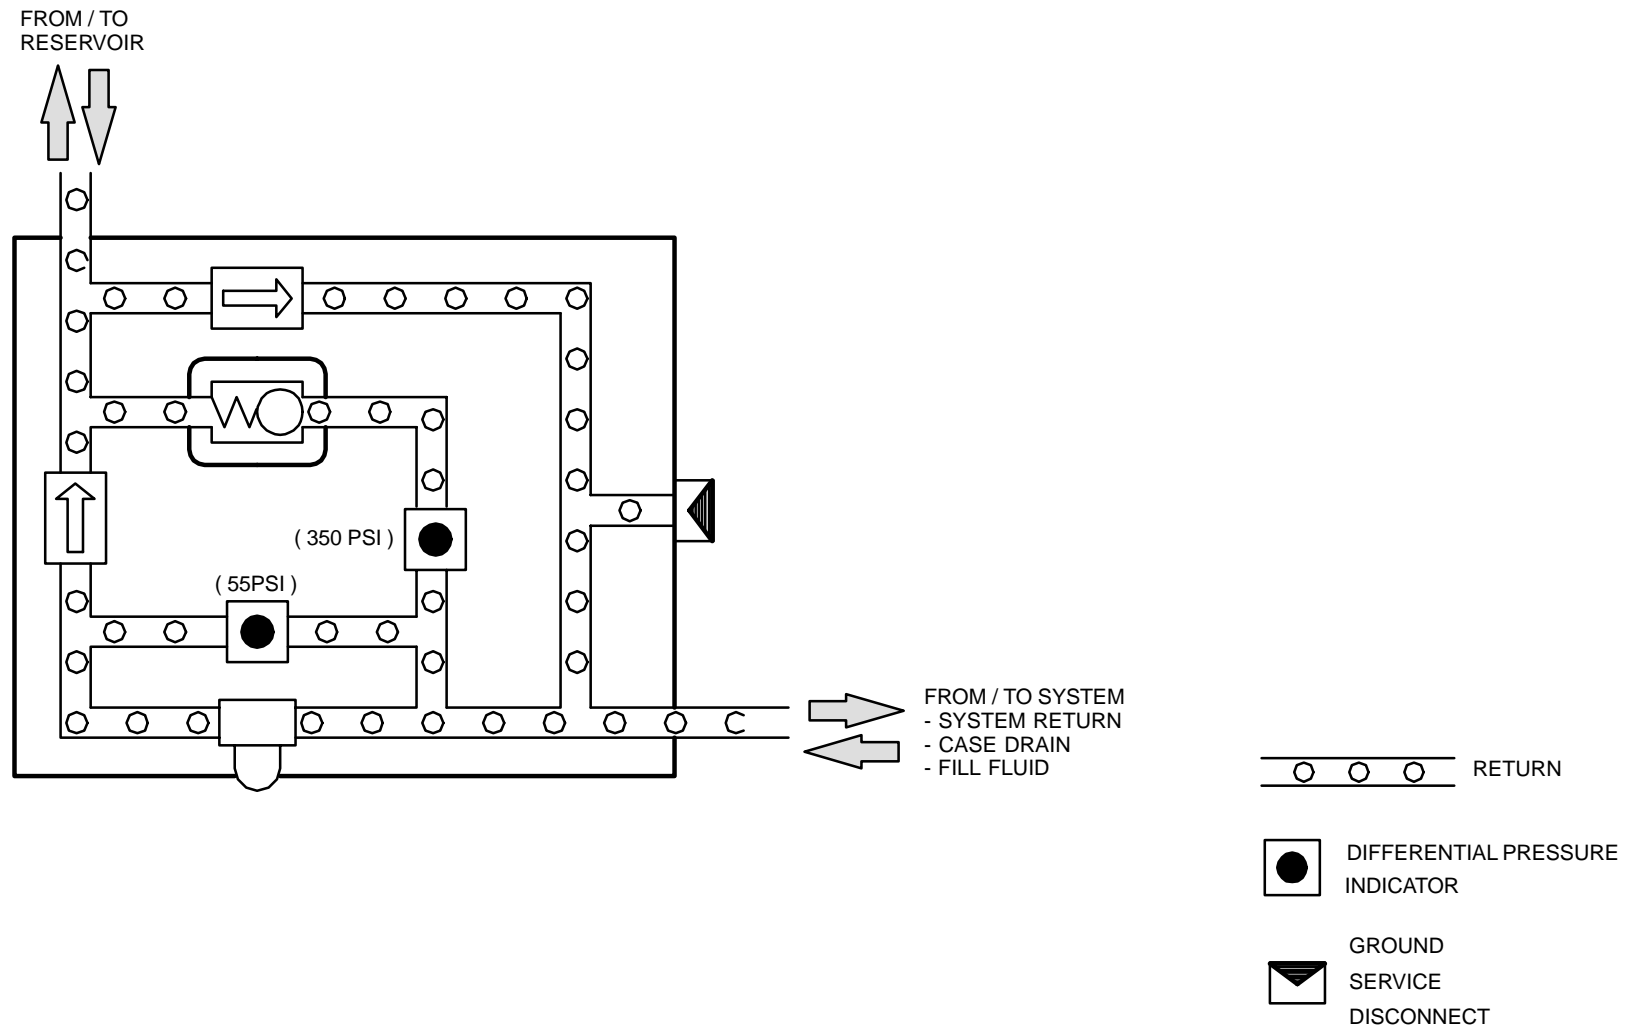 FROM / TO
RESERVOIR
( 350 PSI )
( 55PSI )
FROM / TO SYSTEM
- SYSTEM RETURN
- CASE DRAIN
- FILL FLUID
RETURN
DIFFERENTIAL PRESSURE
INDICATOR
GROUND
SERVICE
DISCONNECT